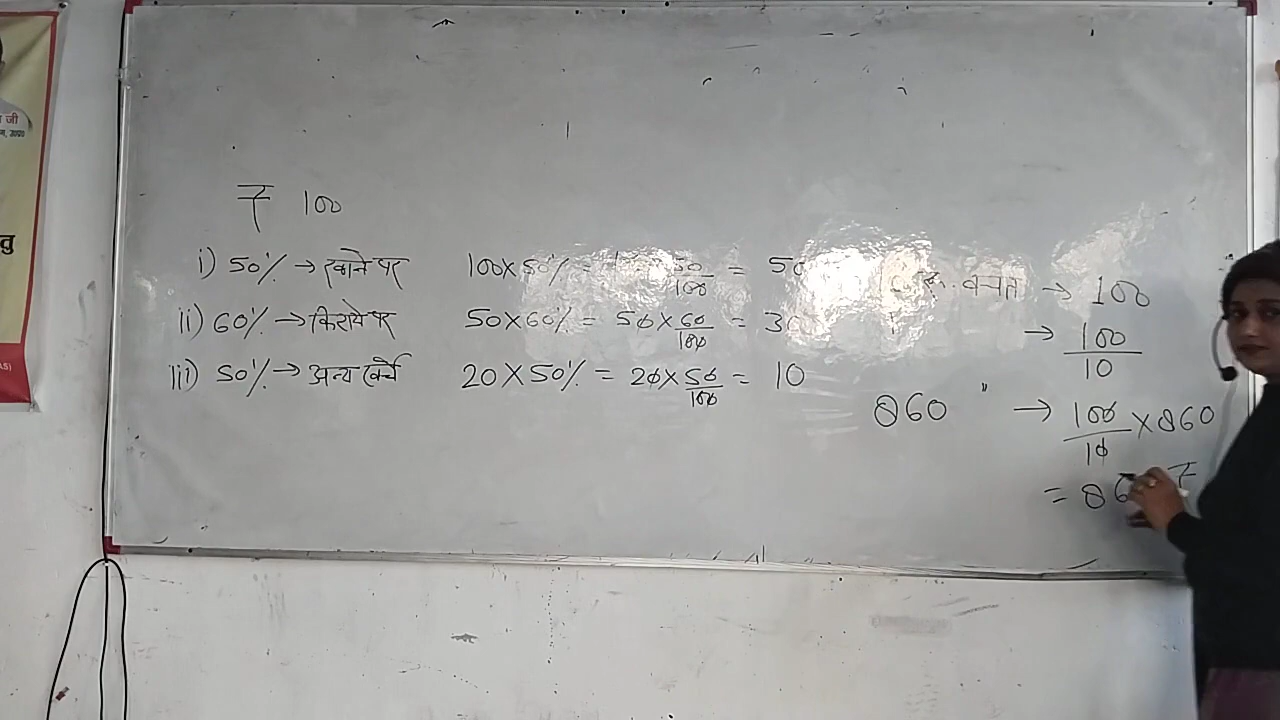 जी
तु
₹ 100
i) 50% → खाने पर 100×50% = 50/100 = 50
ii) 60% → किराये पर 50×60% = 50×60/100 = 30
iii) 50% → अन्य खर्चे 20×50% = 20×50/100 = 10
रू. बचत → 100
→ 100/10
860 " → 100/10 ×860
= 86 ₹